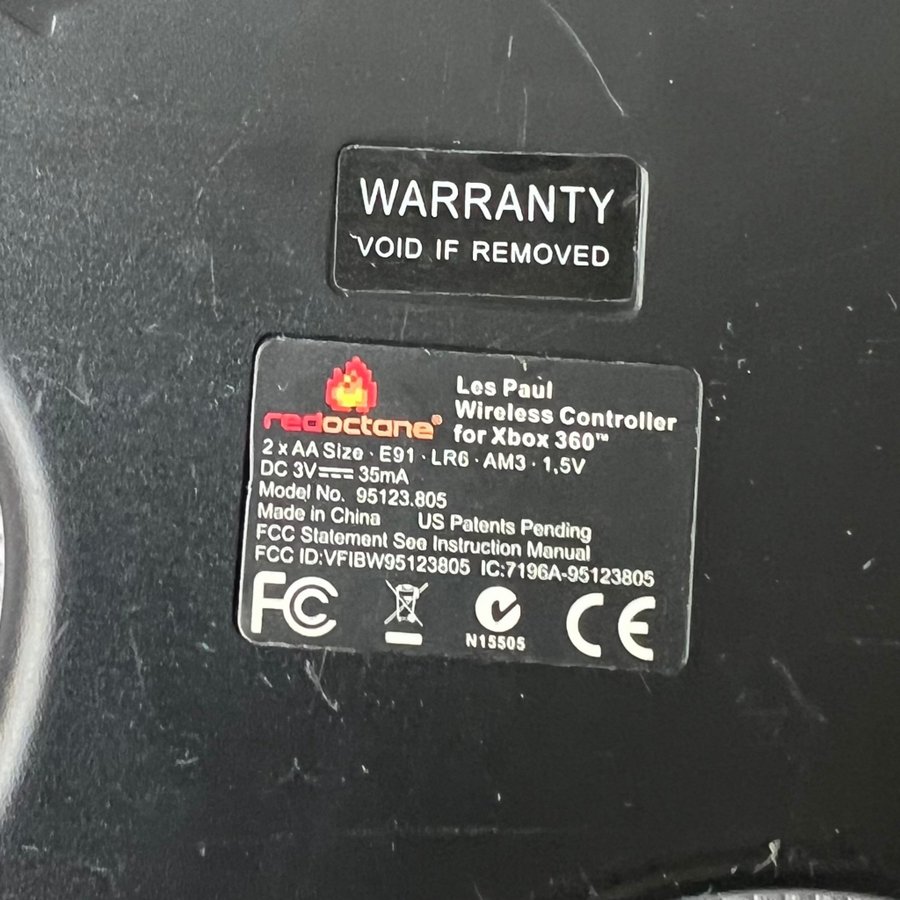 WARRANTY
VOID IF REMOVED
redoctane®
Les Paul
Wireless Controller
for Xbox 360™
2 x AA Size · E91 · LR6 · AM3 · 1,5V
DC 3V⎓ 35mA
Model No. 95123.805
Made in China US Patents Pending
FCC Statement See Instruction Manual
FCC ID:VFIBW95123805 IC:7196A-95123805
FC CE
N15505